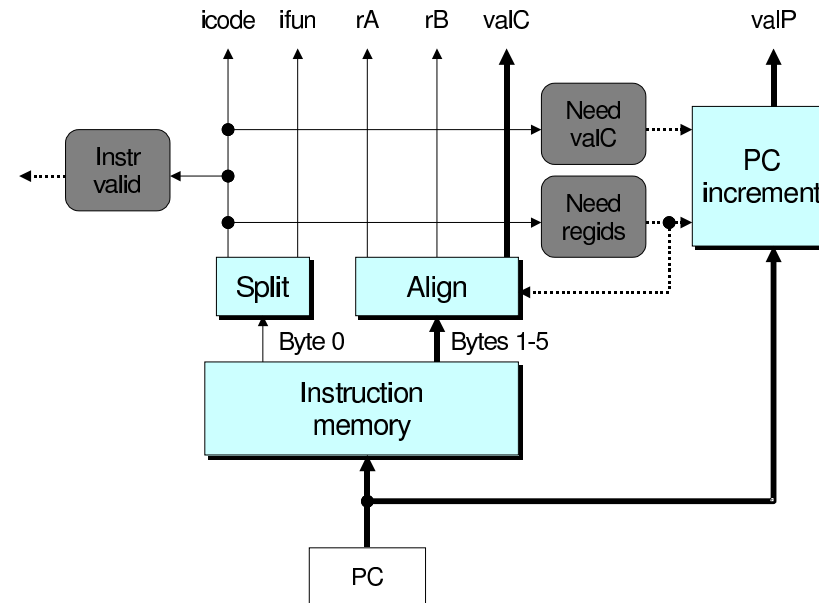 icode ifun rA rB valC valP
Need
valC
Instr
valid
PC
increment
Need
regids
Split
Align
Byte 0
Bytes 1-5
Instruction
memory
PC